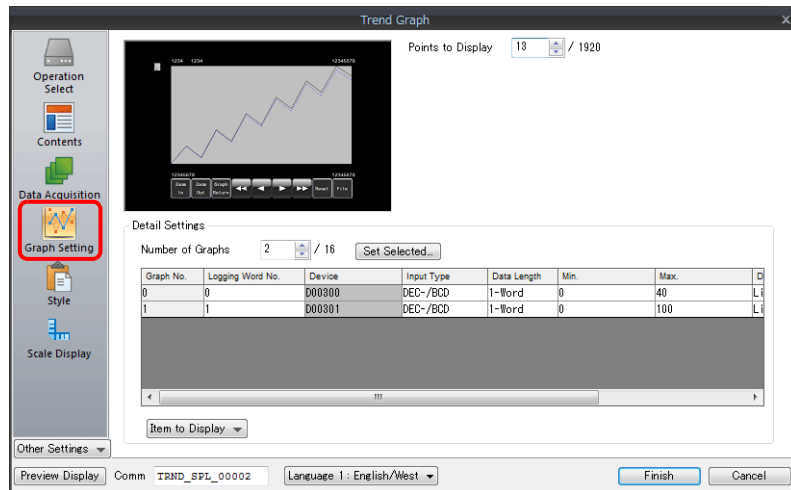 Trend Graph
x
Operation
Select
Contents
Data Acquisition
Graph Setting
Style
Scale Display
Other Settings
1234 1234 12345678
12345678 12345678
Zoom In
Zoom Out
Graph Return
Reset
File
Points to Display 13 / 1920
Detail Settings
Number of Graphs 2 / 16 Set Selected...
Graph No. Logging Word No. Device Input Type Data Length Min. Max. D
0 0 D00300 DEC-/BCD 1-Word 0 40 Li
1 1 D00301 DEC-/BCD 1-Word 0 100 Li
Item to Display
Preview Display Comm TRND_SPL_00002 Language 1 : English/West Finish Cancel